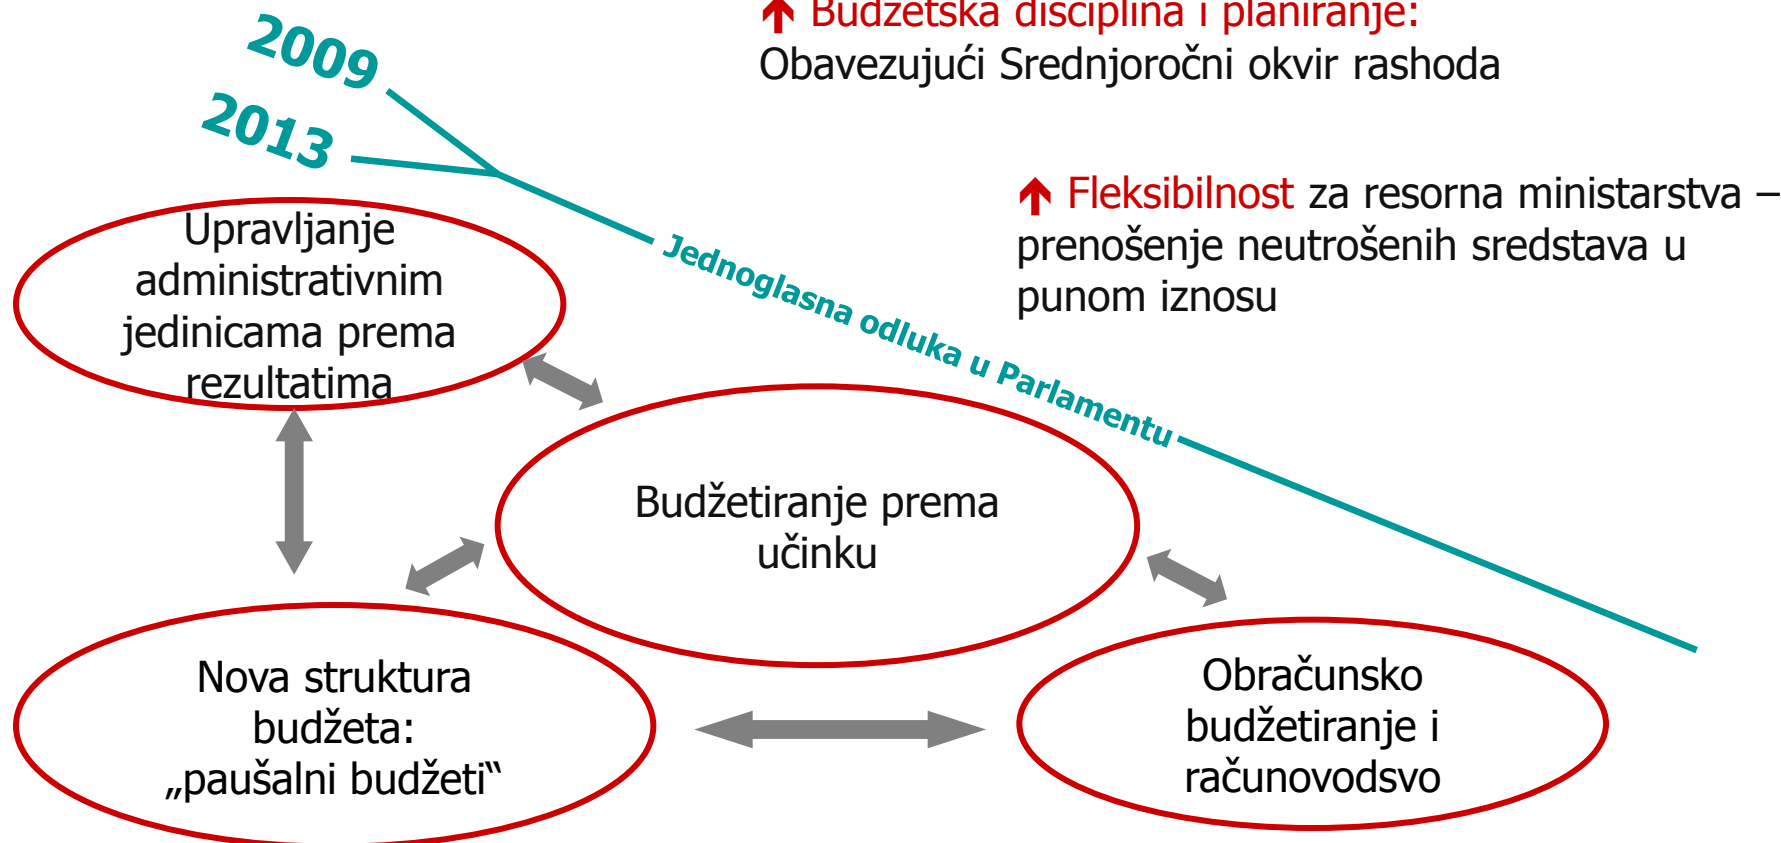 2009
↑ Budžetska disciplina i planiranje:
Obavezujući Srednjoročni okvir rashoda
2013
↑ Fleksibilnost za resorna ministarstva –
prenošenje neutrošenih sredstava u
punom iznosu
Jednoglasna odluka u Parlamentu
Upravljanje
administrativnim
jedinicama prema
rezultatima
Budžetiranje prema
učinku
Nova struktura
budžeta:
„paušalni budžeti“
Obračunsko
budžetiranje i
računovodsvo